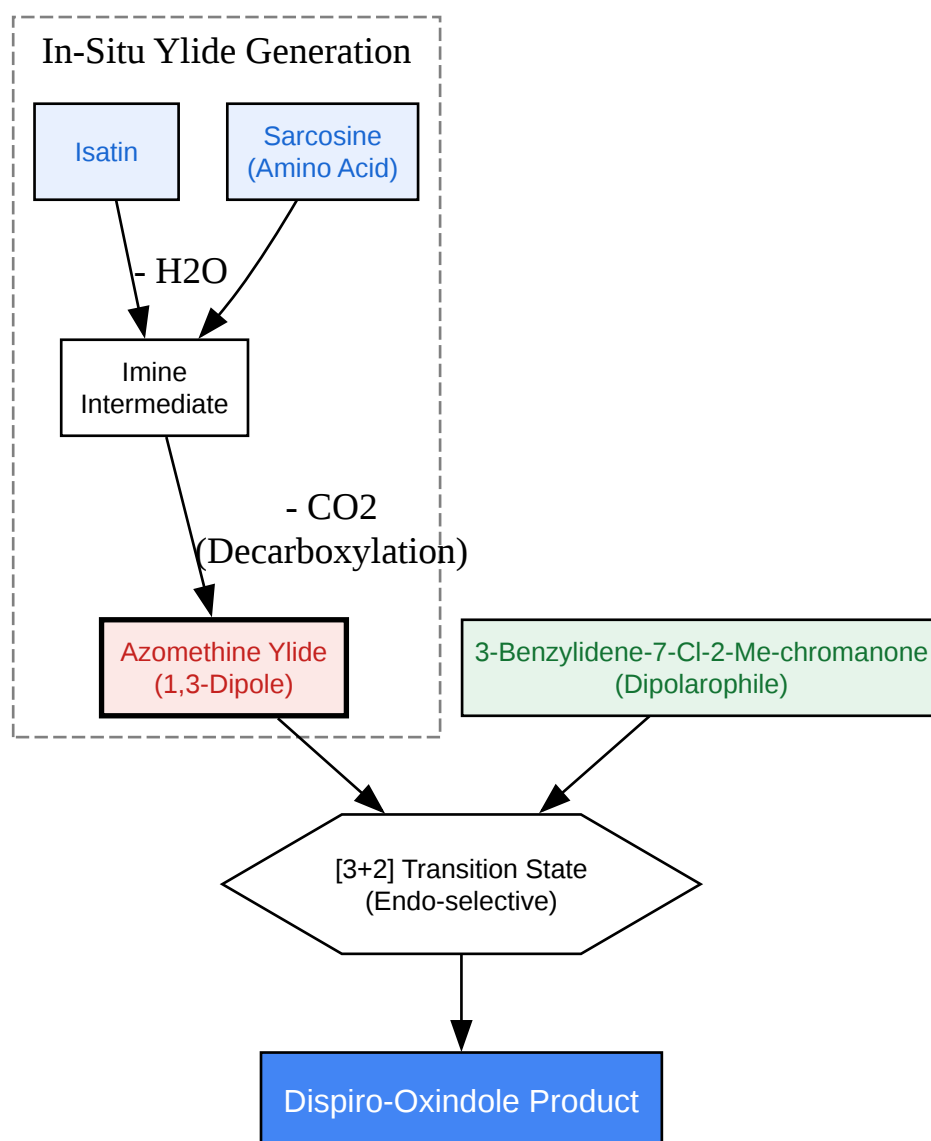 In-Situ Ylide Generation
Isatin
Sarcosine
(Amino Acid)
- H2O
Imine
Intermediate
- CO2
(Decarboxylation)
Azomethine Ylide
(1,3-Dipole)
3-Benzylidene-7-Cl-2-Me-chromanone
(Dipolarophile)
[3+2] Transition State
(Endo-selective)
Dispiro-Oxindole Product